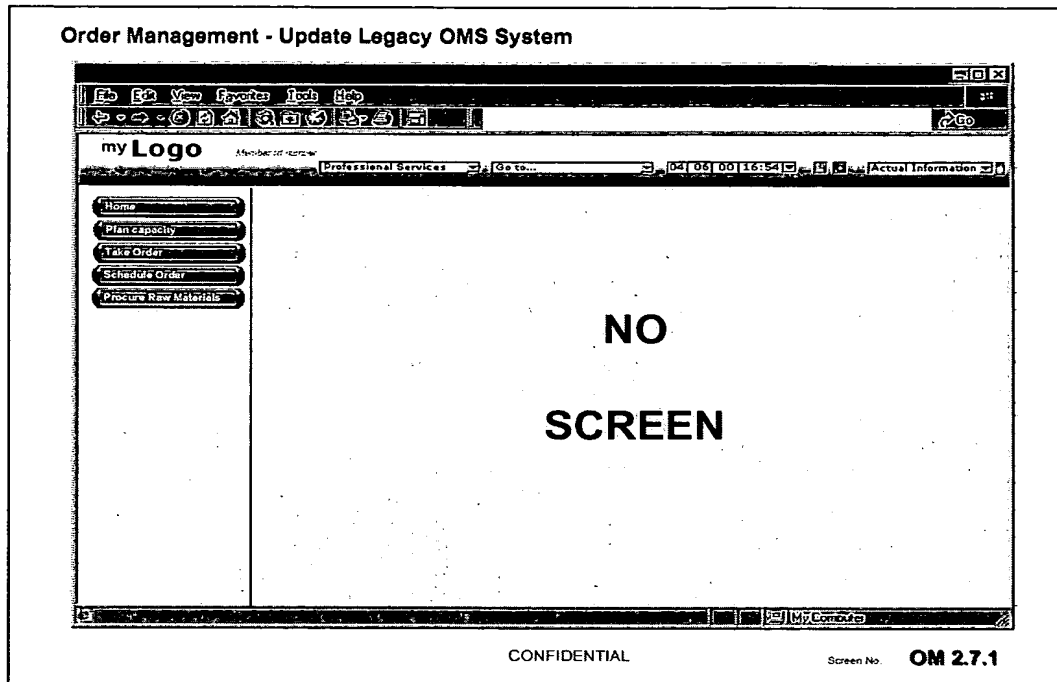 Order Management - Update Legacy OMS System
File Edit View Favorites Tools Help
Go
my Logo
Professional Services Go to... 04 06 00 16:54 Actual Information
Home
Plan capacity
Take Order
Schedule Order
Procure Raw Materials
NO
SCREEN
My Computer
CONFIDENTIAL
Screen No. OM 2.7.1